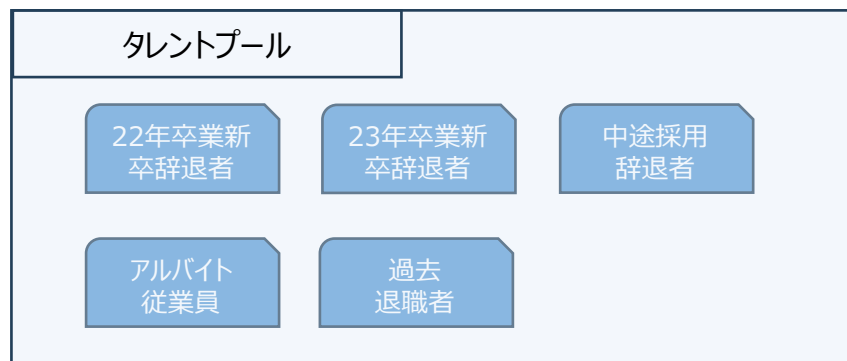 タレントプール
22年卒業新
卒辞退者
23年卒業新
卒辞退者
中途採用
辞退者
アルバイト
従業員
過去
退職者